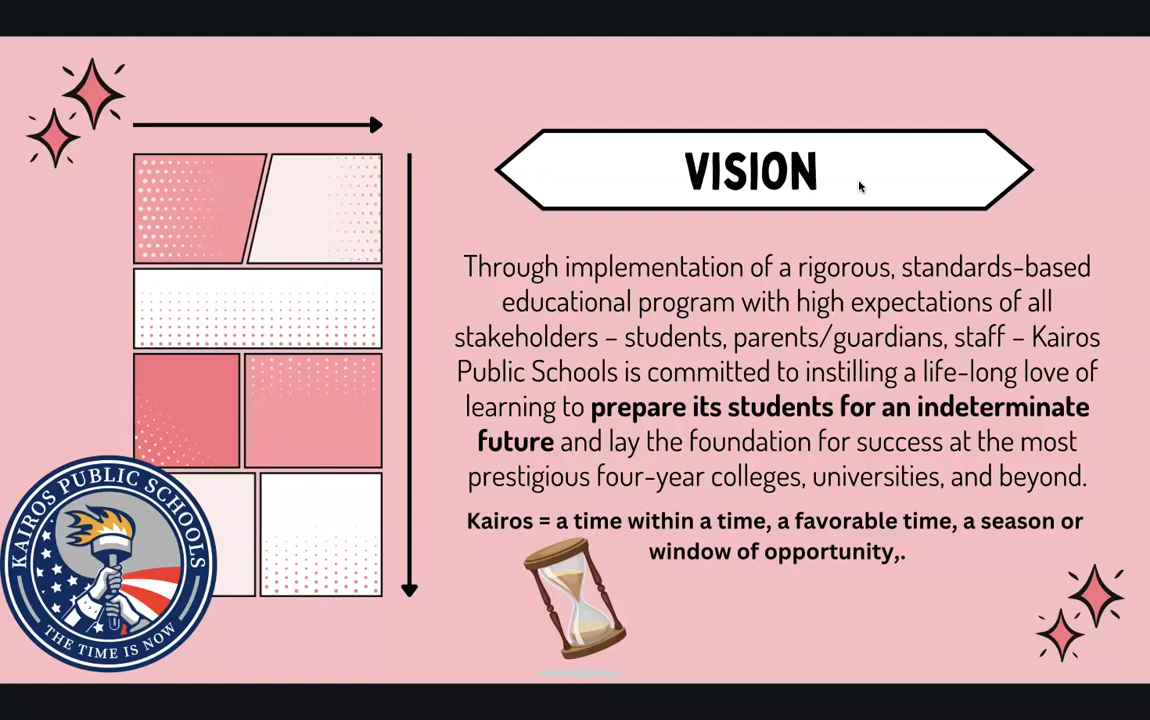 VISION
Through implementation of a rigorous, standards-based
educational program with high expectations of all
stakeholders – students, parents/guardians, staff – Kairos
Public Schools is committed to instilling a life-long love of
learning to prepare its students for an indeterminate
future and lay the foundation for success at the most
prestigious four-year colleges, universities, and beyond.
Kairos = a time within a time, a favorable time, a season or
window of opportunity,.
KAIROS PUBLIC SCHOOLS
THE TIME IS NOW